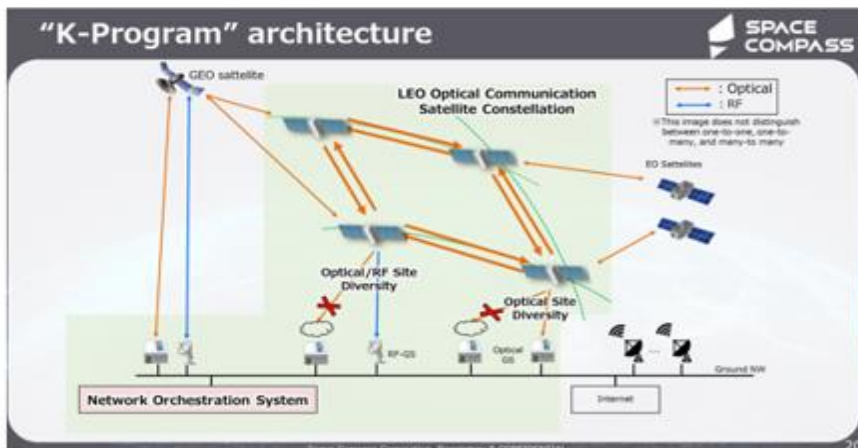 “K-Program” architecture
SPACE
COMPASS
GEO sattellite
LEO Optical Communication
Satellite Constellation
: Optical
: RF
※This image does not distinguish
between one-to-one, one-to-
many, and many-to many
EO Sattelites
Optical/RF Site
Diversity
Optical Site
Diversity
RF-GS
Optical
GS
...
Ground NW
Network Orchestration System
Internet